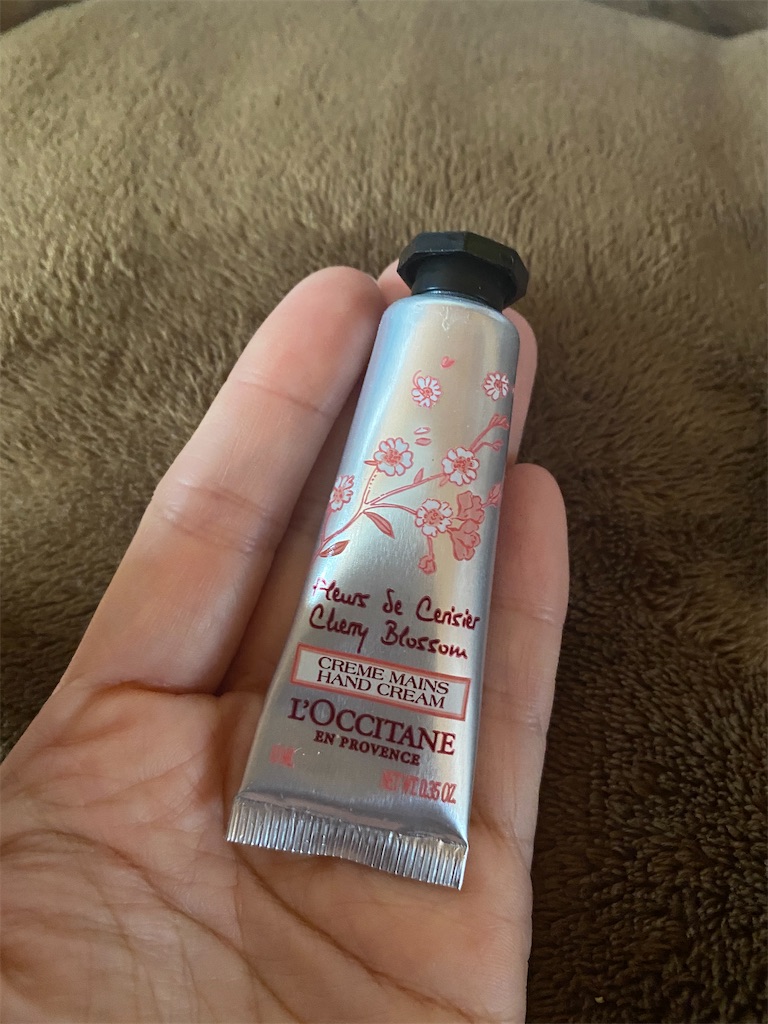 Fleurs de Cerisier
Cherry Blossom
CREME MAINS
HAND CREAM
L'OCCITANE
EN PROVENCE
NET WT. 0.35 OZ.